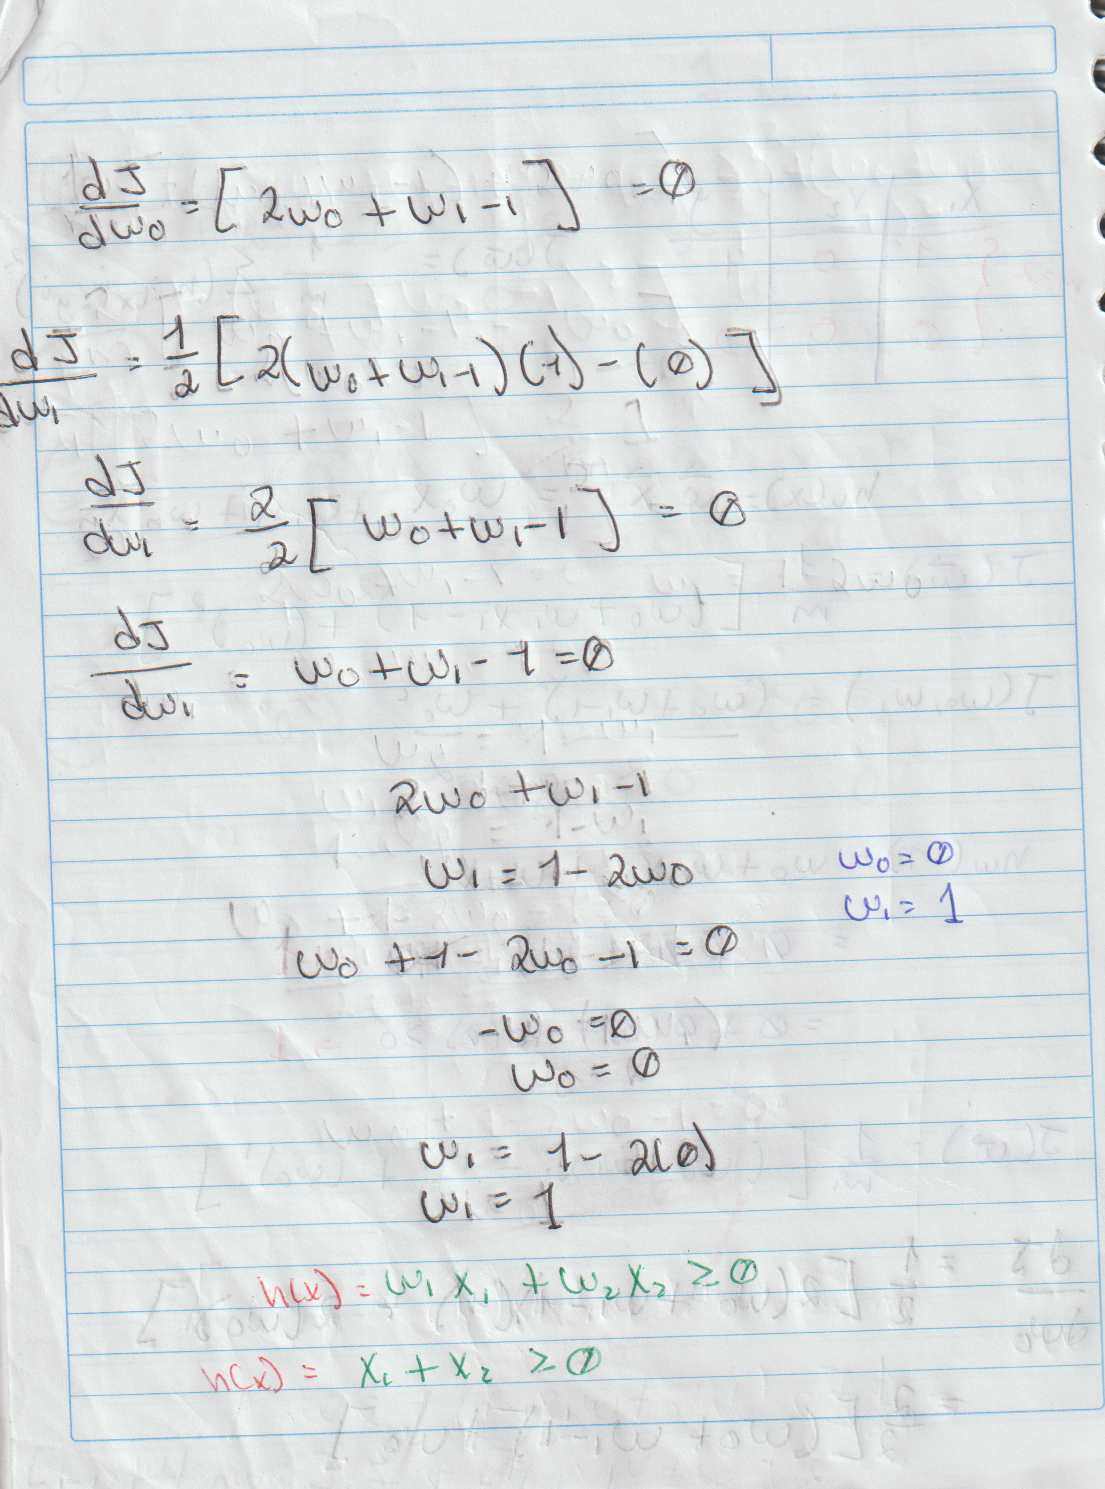 dJ/dw₀ = [2w₀ + w₁ - 1] = 0
dJ/dw₁ = 1/2 [2(w₀ + w₁ - 1)(1) - (0)]
dJ/dw₁ = 2/2 [w₀ + w₁ - 1] = 0
dJ/dw₁ = w₀ + w₁ - 1 = 0
2w₀ + w₁ - 1
w₁ = 1 - 2w₀
w₀ = 0
w₁ = 1
w₀ + 1 - 2w₀ - 1 = 0
-w₀ = 0
w₀ = 0
w₁ = 1 - 2(0)
w₁ = 1
h(x) = w₁x₁ + w₂x₂ ≥ 0
h(x) = x₁ + x₂ ≥ 0